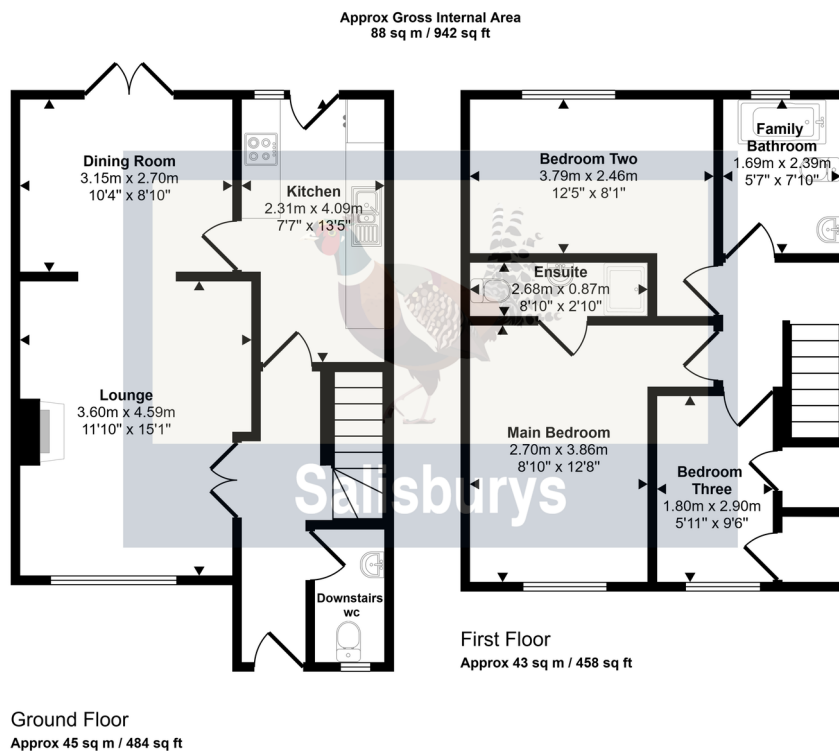 Approx Gross Internal Area
88 sq m / 942 sq ft
Dining Room
3.15m x 2.70m
10'4" x 8'10"
Kitchen
2.31m x 4.09m
7'7" x 13'5"
Lounge
3.60m x 4.59m
11'10" x 15'1"
Downstairs
wc
Bedroom Two
3.79m x 2.46m
12'5" x 8'1"
Family
Bathroom
1.69m x 2.39m
5'7" x 7'10"
Ensuite
2.68m x 0.87m
8'10" x 2'10"
Main Bedroom
2.70m x 3.86m
8'10" x 12'8"
Bedroom
Three
1.80m x 2.90m
5'11" x 9'6"
Salisburys
First Floor
Approx 43 sq m / 458 sq ft
Ground Floor
Approx 45 sq m / 484 sq ft